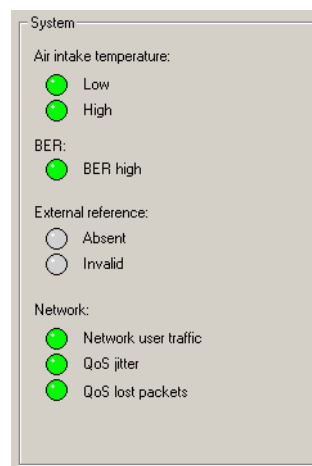 System
Air intake temperature:
Low
High
BER:
BER high
External reference:
Absent
Invalid
Network:
Network user traffic
QoS jitter
QoS lost packets